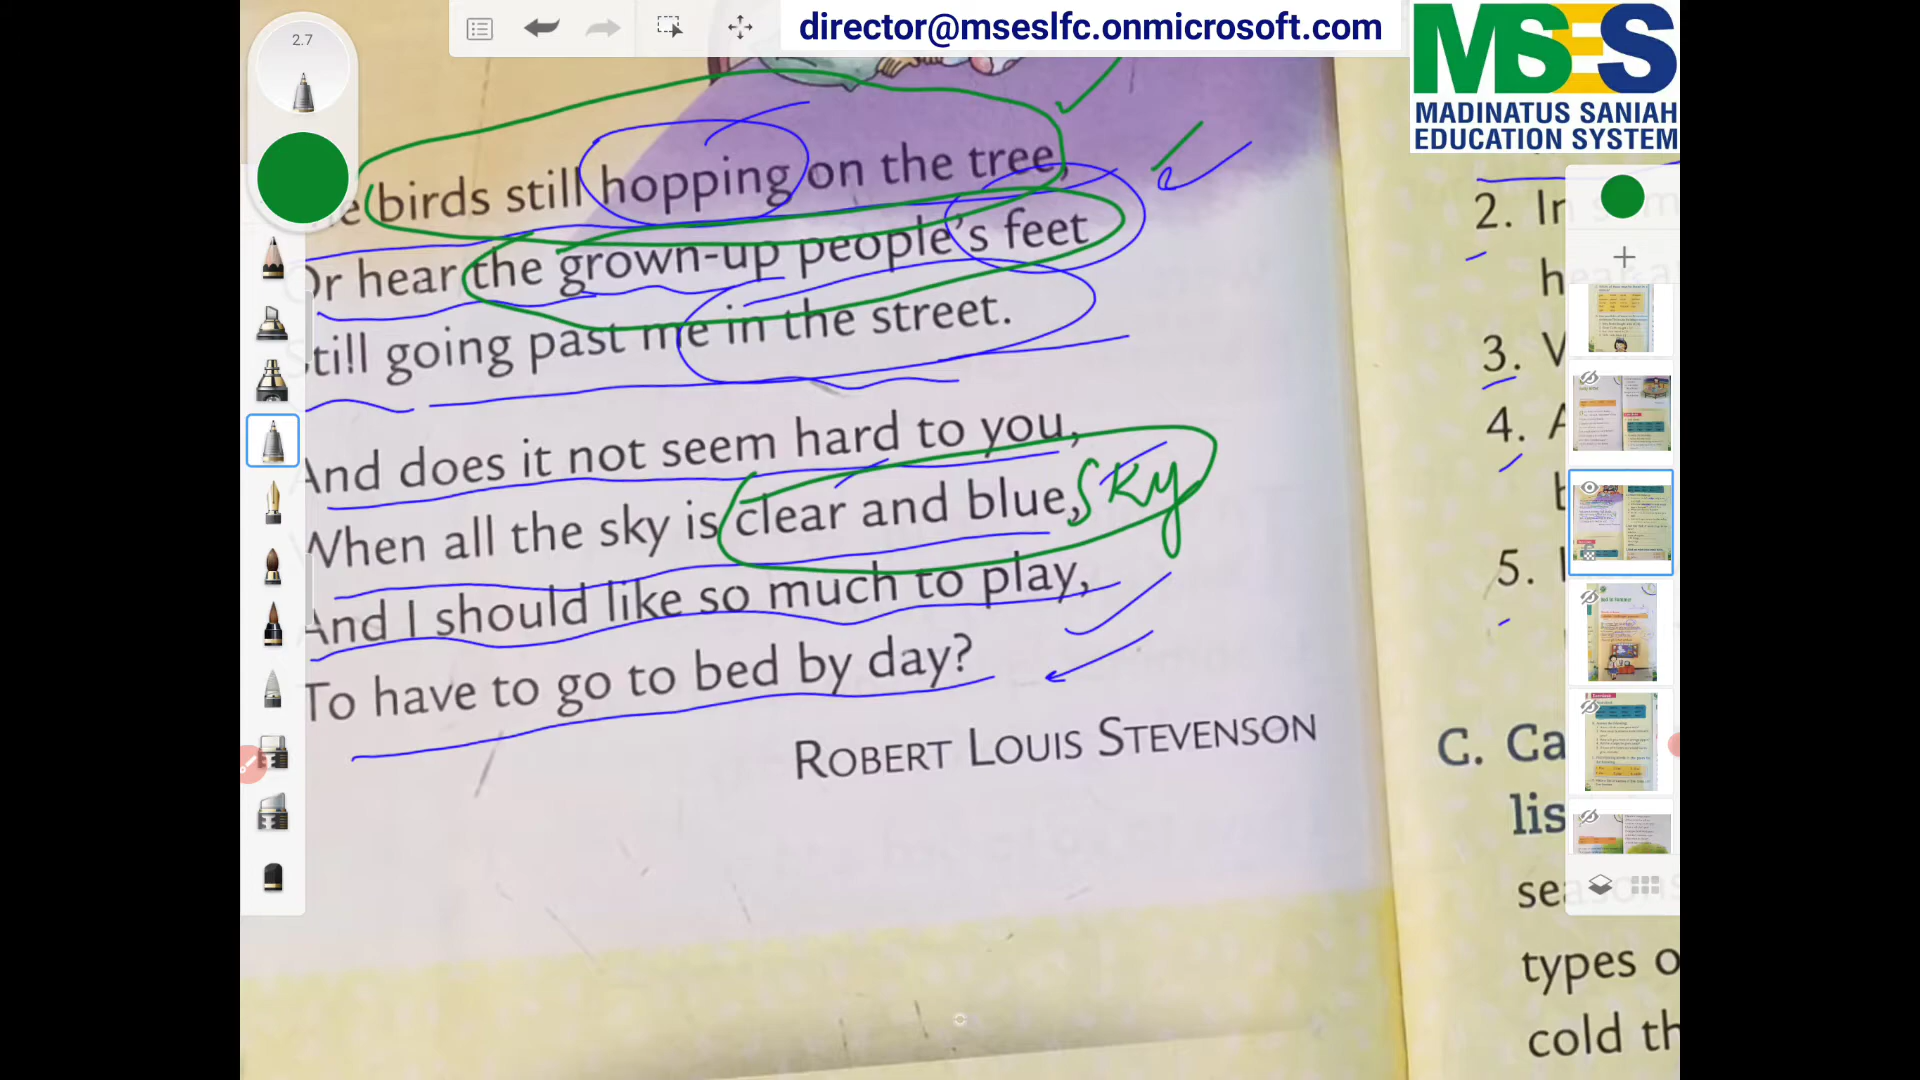 2.7
director@mseslfc.onmicrosoft.com
MSES
MADINATUS SANIAH
EDUCATION SYSTEM
birds still hopping on the tree,
Or hear the grown-up people's feet
till going past me in the street.
And does it not seem hard to you,
When all the sky is clear and blue, sky
And I should like so much to play,
To have to go to bed by day?
ROBERT LOUIS STEVENSON
2. In
h
3. V
4. A
b
5. I
C. Ca
lis
seasons
types o
cold th